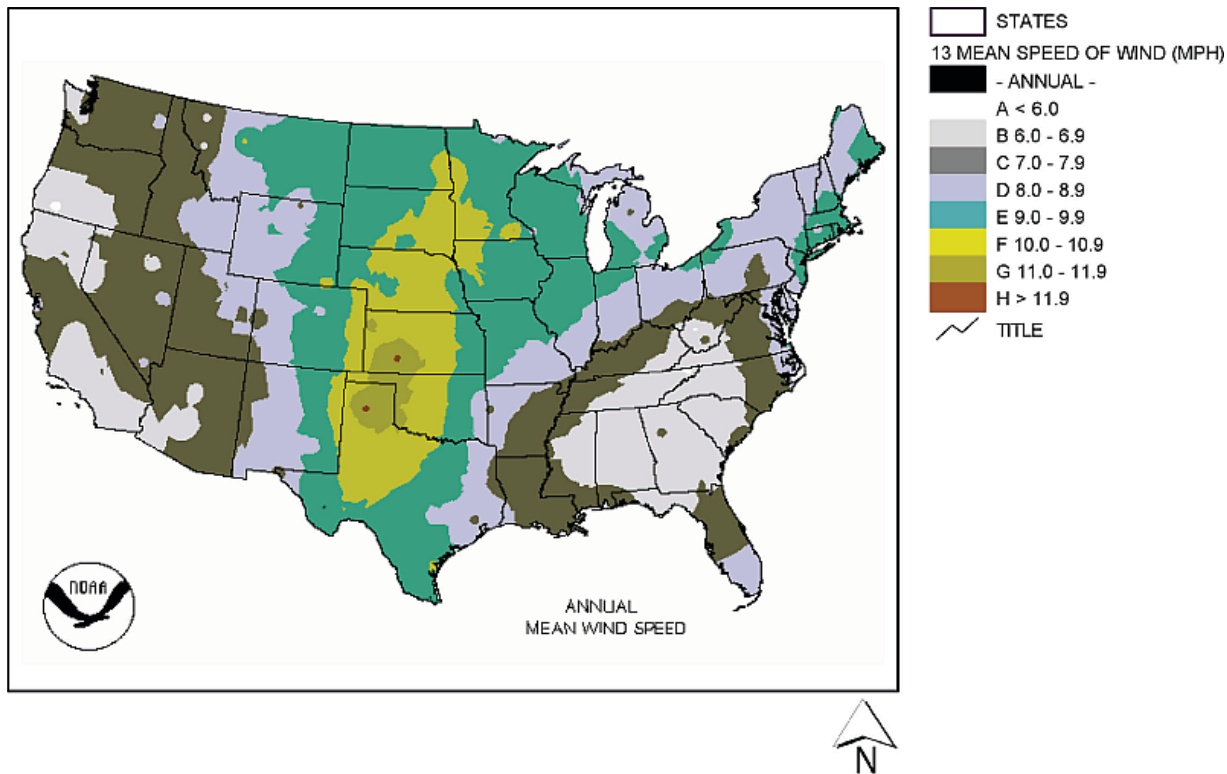 STATES
13 MEAN SPEED OF WIND (MPH)
- ANNUAL -
A < 6.0
B 6.0 - 6.9
C 7.0 - 7.9
D 8.0 - 8.9
E 9.0 - 9.9
F 10.0 - 10.9
G 11.0 - 11.9
H > 11.9
TITLE
NOAA
ANNUAL
MEAN WIND SPEED
N